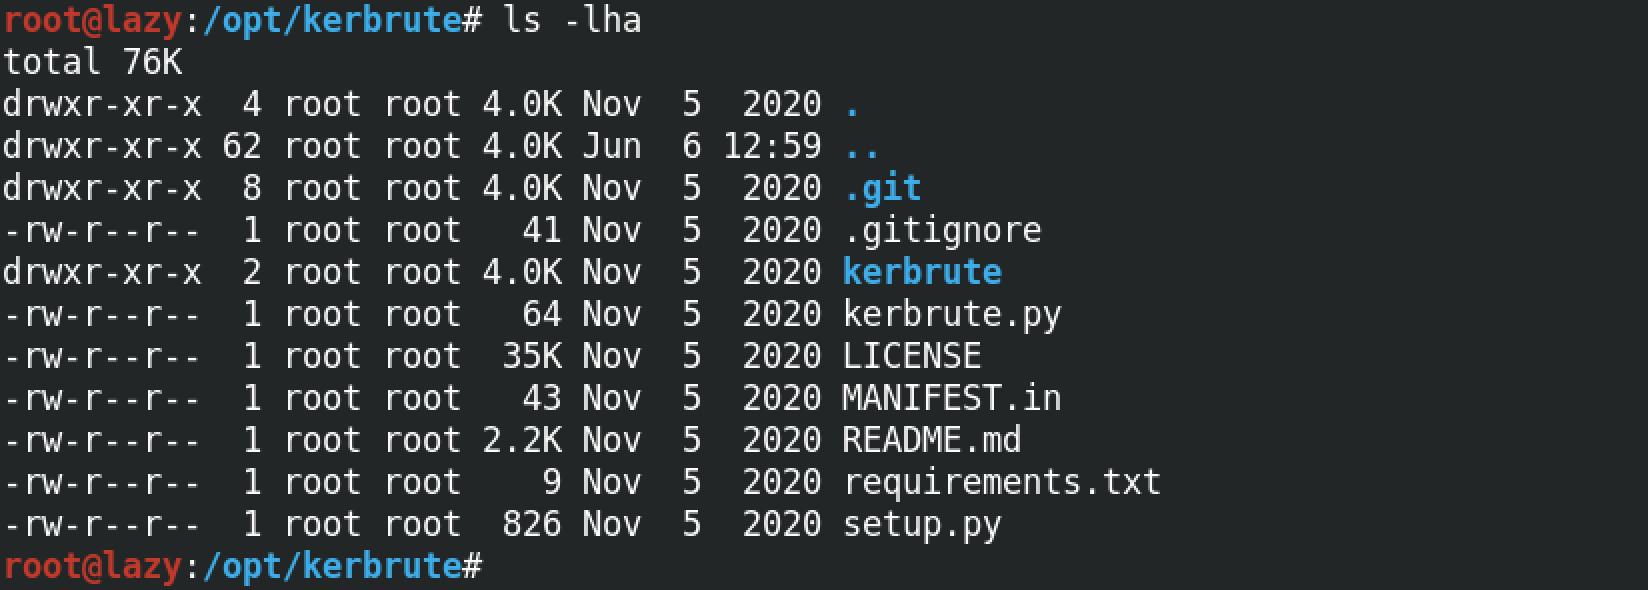 root@lazy:/opt/kerbrute# ls -lha
total 76K
drwxr-xr-x  4 root root 4.0K Nov  5  2020 .
drwxr-xr-x 62 root root 4.0K Jun  6 12:59 ..
drwxr-xr-x  8 root root 4.0K Nov  5  2020 .git
-rw-r--r--  1 root root   41 Nov  5  2020 .gitignore
drwxr-xr-x  2 root root 4.0K Nov  5  2020 kerbrute
-rw-r--r--  1 root root   64 Nov  5  2020 kerbrute.py
-rw-r--r--  1 root root  35K Nov  5  2020 LICENSE
-rw-r--r--  1 root root   43 Nov  5  2020 MANIFEST.in
-rw-r--r--  1 root root 2.2K Nov  5  2020 README.md
-rw-r--r--  1 root root    9 Nov  5  2020 requirements.txt
-rw-r--r--  1 root root  826 Nov  5  2020 setup.py
root@lazy:/opt/kerbrute#